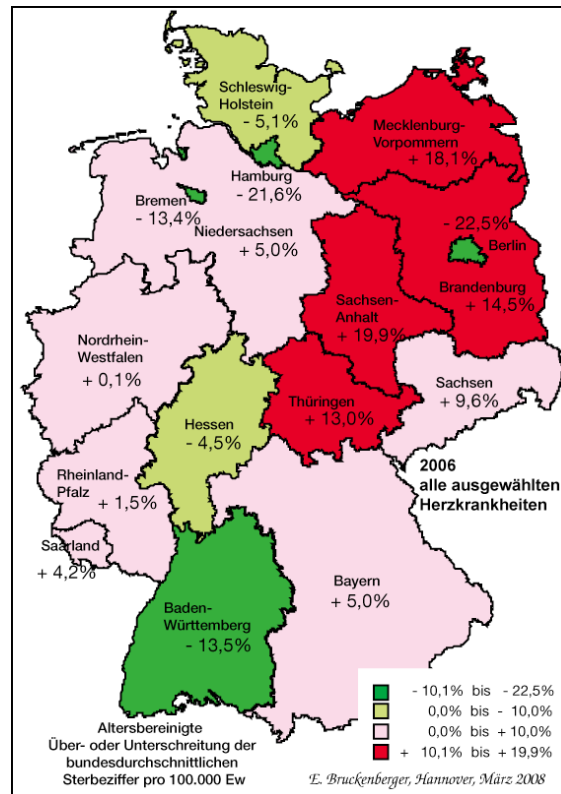 Schleswig-
Holstein
- 5,1%
Mecklenburg-
Vorpommern
+ 18,1%
Hamburg
- 21,6%
Bremen
- 13,4%
Niedersachsen
+ 5,0%
- 22,5%
Berlin
Brandenburg
+ 14,5%
Sachsen-
Anhalt
+ 19,9%
Nordrhein-
Westfalen
+ 0,1%
Sachsen
+ 9,6%
Thüringen
+ 13,0%
Hessen
- 4,5%
2006
alle ausgewählten
Herzkrankheiten
Rheinland-
Pfalz
+ 1,5%
Saarland
+ 4,2%
Bayern
+ 5,0%
Baden-
Württemberg
- 13,5%
- 10,1% bis - 22,5%
0,0% bis - 10,0%
0,0% bis + 10,0%
+ 10,1% bis + 19,9%
Altersbereinigte
Über- oder Unterschreitung der
bundesdurchschnittlichen
Sterbeziffer pro 100.000 Ew
E. Bruckenberger, Hannover, März 2008